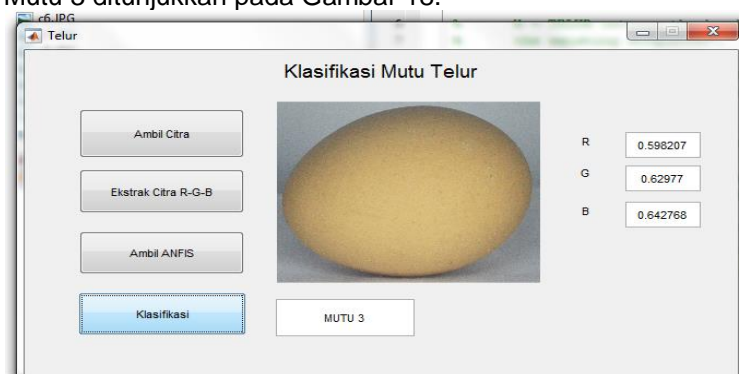 Mutu 3 ditunjukkan pada Gambar
c6.JPG
Telur
Klasifikasi Mutu Telur
Ambil Citra
Ekstrak Citra R-G-B
Ambil ANFIS
Klasifikasi
MUTU 3
R 0.598207
G 0.62977
B 0.642768